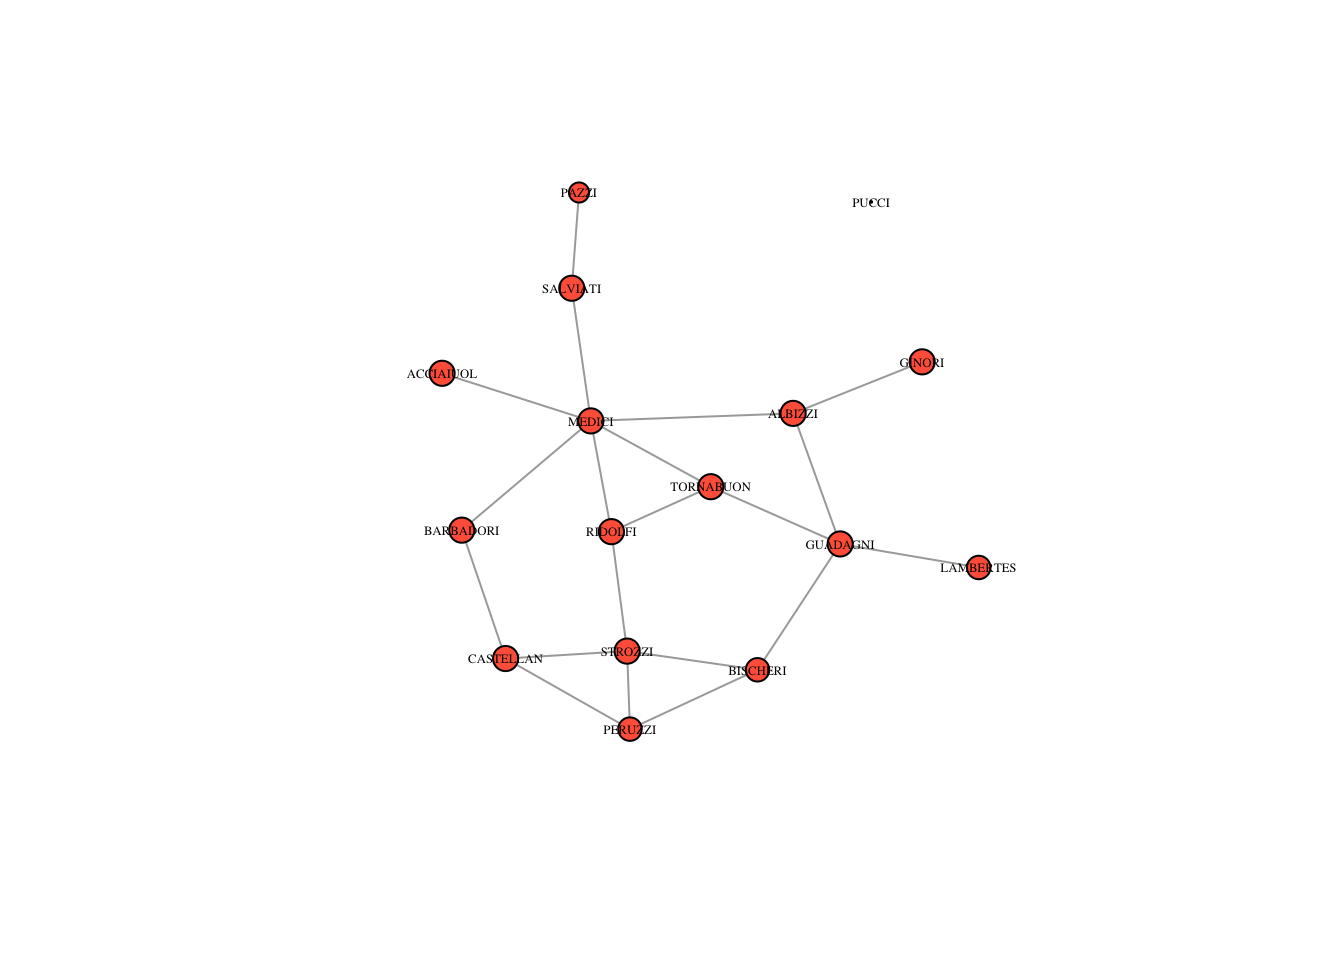 PAZZI
PUCCI
SALVIATI
GINORI
ACCIAIUOL
ALBIZZI
MEDICI
TORNABUON
BARBADORI
RIDOLFI
GUADAGNI
LAMBERTES
STROZZI
CASTELLAN
BISCHERI
PERUZZI